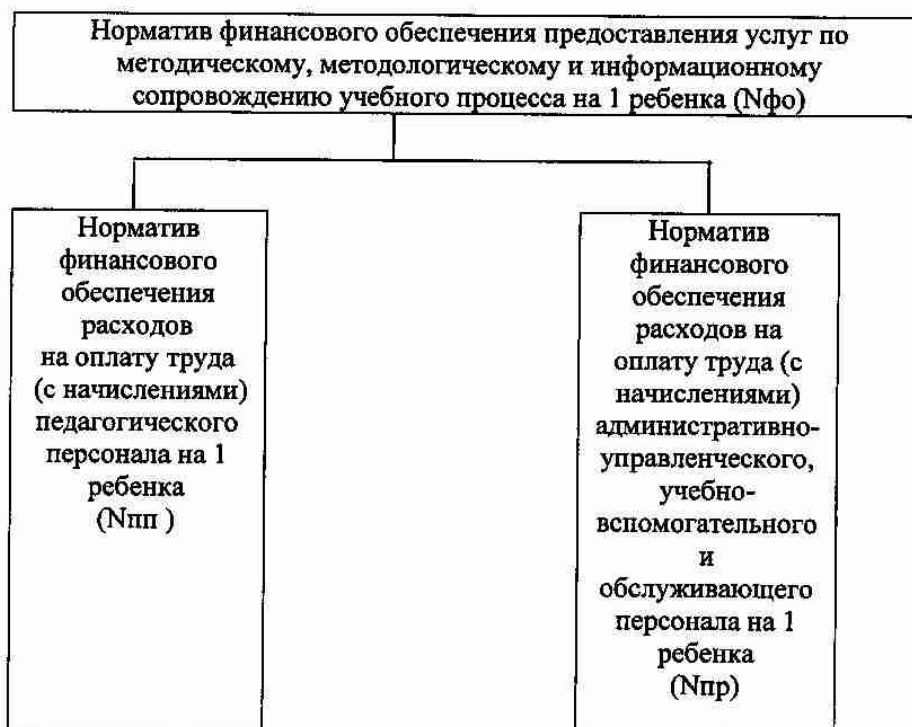 Норматив финансового обеспечения предоставления услуг по
методическому, методологическому и информационному
сопровождению учебного процесса на 1 ребенка (Nфо)
Норматив
финансового
обеспечения
расходов
на оплату труда
(с начислениями)
педагогического
персонала на 1
ребенка
(Nпп )
Норматив
финансового
обеспечения
расходов на
оплату труда (с
начислениями)
административно-
управленческого,
учебно-
вспомогательного
и
обслуживающего
персонала на 1
ребенка
(Nпр)